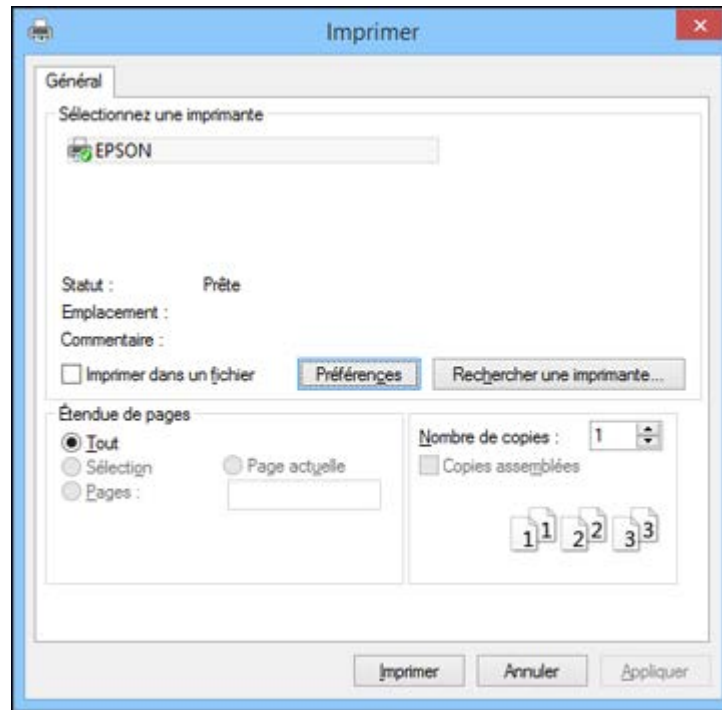 Imprimer
Général
Sélectionnez une imprimante
EPSON
Statut : Prête
Emplacement :
Commentaire :
Imprimer dans un fichier Préférences Rechercher une imprimante...
Étendue de pages
Tout
Sélection Page actuelle
Pages :
Nombre de copies : 1
Copies assemblées
1 1 2 2 3 3
Imprimer Annuler Appliquer